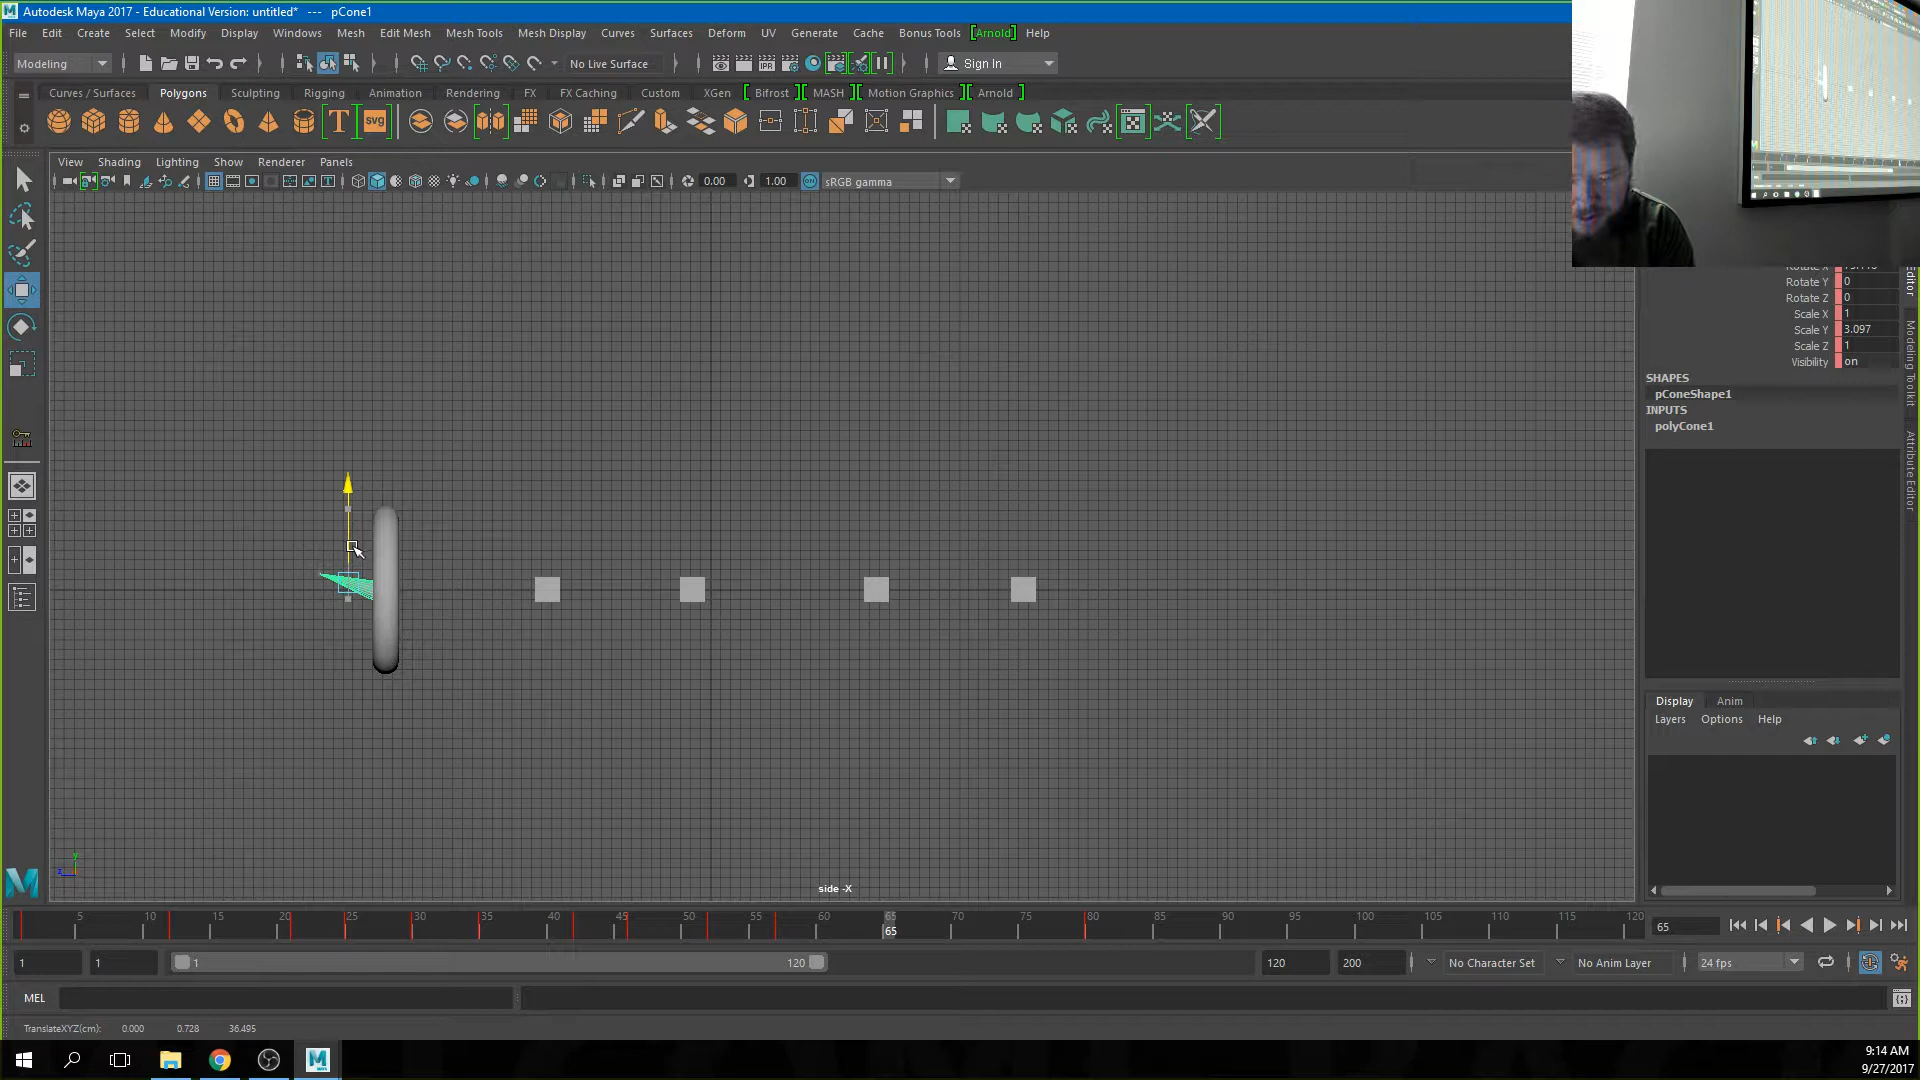 Autodesk Maya 2017 - Educational Version: untitled*   ---   pCone1
File Edit Create Select Modify Display Windows Mesh Edit Mesh Mesh Tools Mesh Display Curves Surfaces Deform UV Generate Cache Bonus Tools [Arnold] Help
Modeling No Live Surface Sign In
Curves / Surfaces Polygons Sculpting Rigging Animation Rendering FX FX Caching Custom XGen [ Bifrost ] [ MASH ] [ Motion Graphics ] [ Arnold ]
T svg
View Shading Lighting Show Renderer Panels
0.00 1.00 ON sRGB gamma
Rotate Y 0
Rotate Z 0
Scale X 1
Scale Y 3.097
Scale Z 1
Visibility on
SHAPES
pConeShape1
INPUTS
polyCone1
Editor
Modeling Toolkit
Attribute Editor
Display Anim
Layers Options Help
y
side -X
5 10 15 20 25 30 35 40 45 50 55 60 65 70 75 80 85 90 95 100 105 110 115 120
65
65
1 1 1 120 120 200 No Character Set No Anim Layer 24 fps
MEL
TranslateXYZ(cm): 0.000 0.728 36.495
9:14 AM
9/27/2017